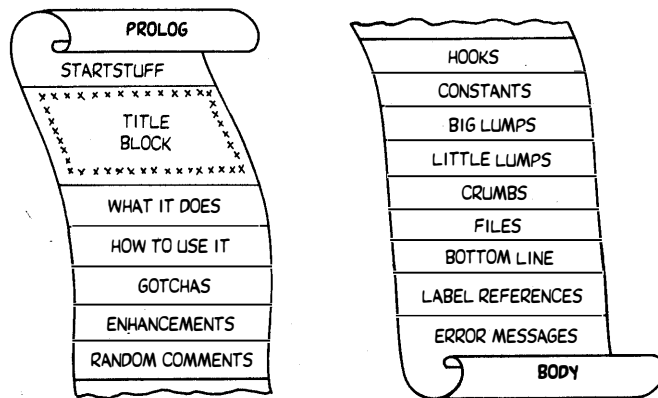 PROLOG
STARTSTUFF
TITLE
BLOCK
WHAT IT DOES
HOW TO USE IT
GOTCHAS
ENHANCEMENTS
RANDOM COMMENTS
HOOKS
CONSTANTS
BIG LUMPS
LITTLE LUMPS
CRUMBS
FILES
BOTTOM LINE
LABEL REFERENCES
ERROR MESSAGES
BODY